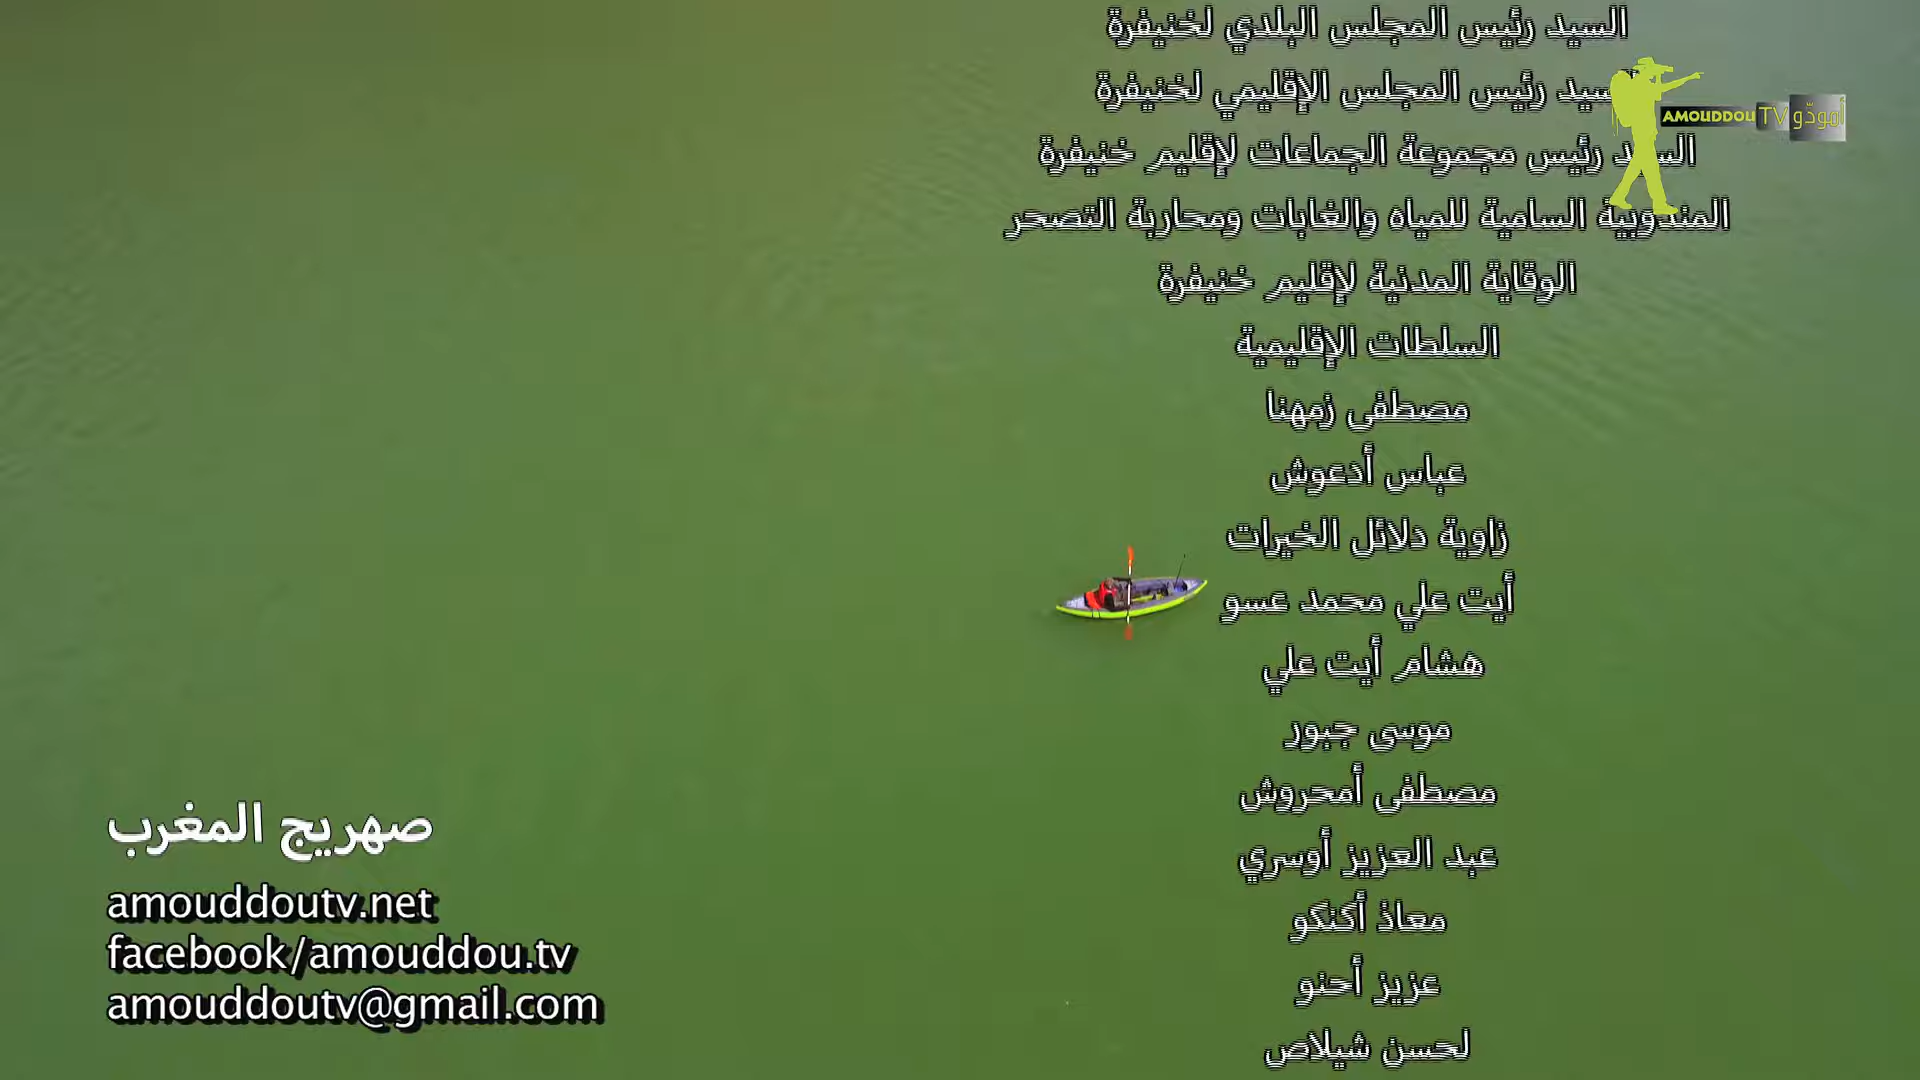 السيد رئيس المجلس البلدي لخنيفرة
السيد رئيس المجلس الإقليمي لخنيفرة
السيد رئيس مجموعة الجماعات لإقليم خنيفرة
المندوبية السامية للمياه والغابات ومحاربة التصحر
الوقاية المدنية لإقليم خنيفرة
السلطات الإقليمية
مصطفى زمهنا
عباس أدعوش
زاوية دلائل الخيرات
أيت علي محمد عسو
هشام أيت علي
موسى جبور
مصطفى أمحروش
عبد العزيز أوسري
معاذ أكنكو
عزيز أحنو
لحسن شيلاص
AMOUDDOU TV أمودّو
صهريج المغرب
amouddoutv.net
facebook/amouddou.tv
amouddoutv@gmail.com